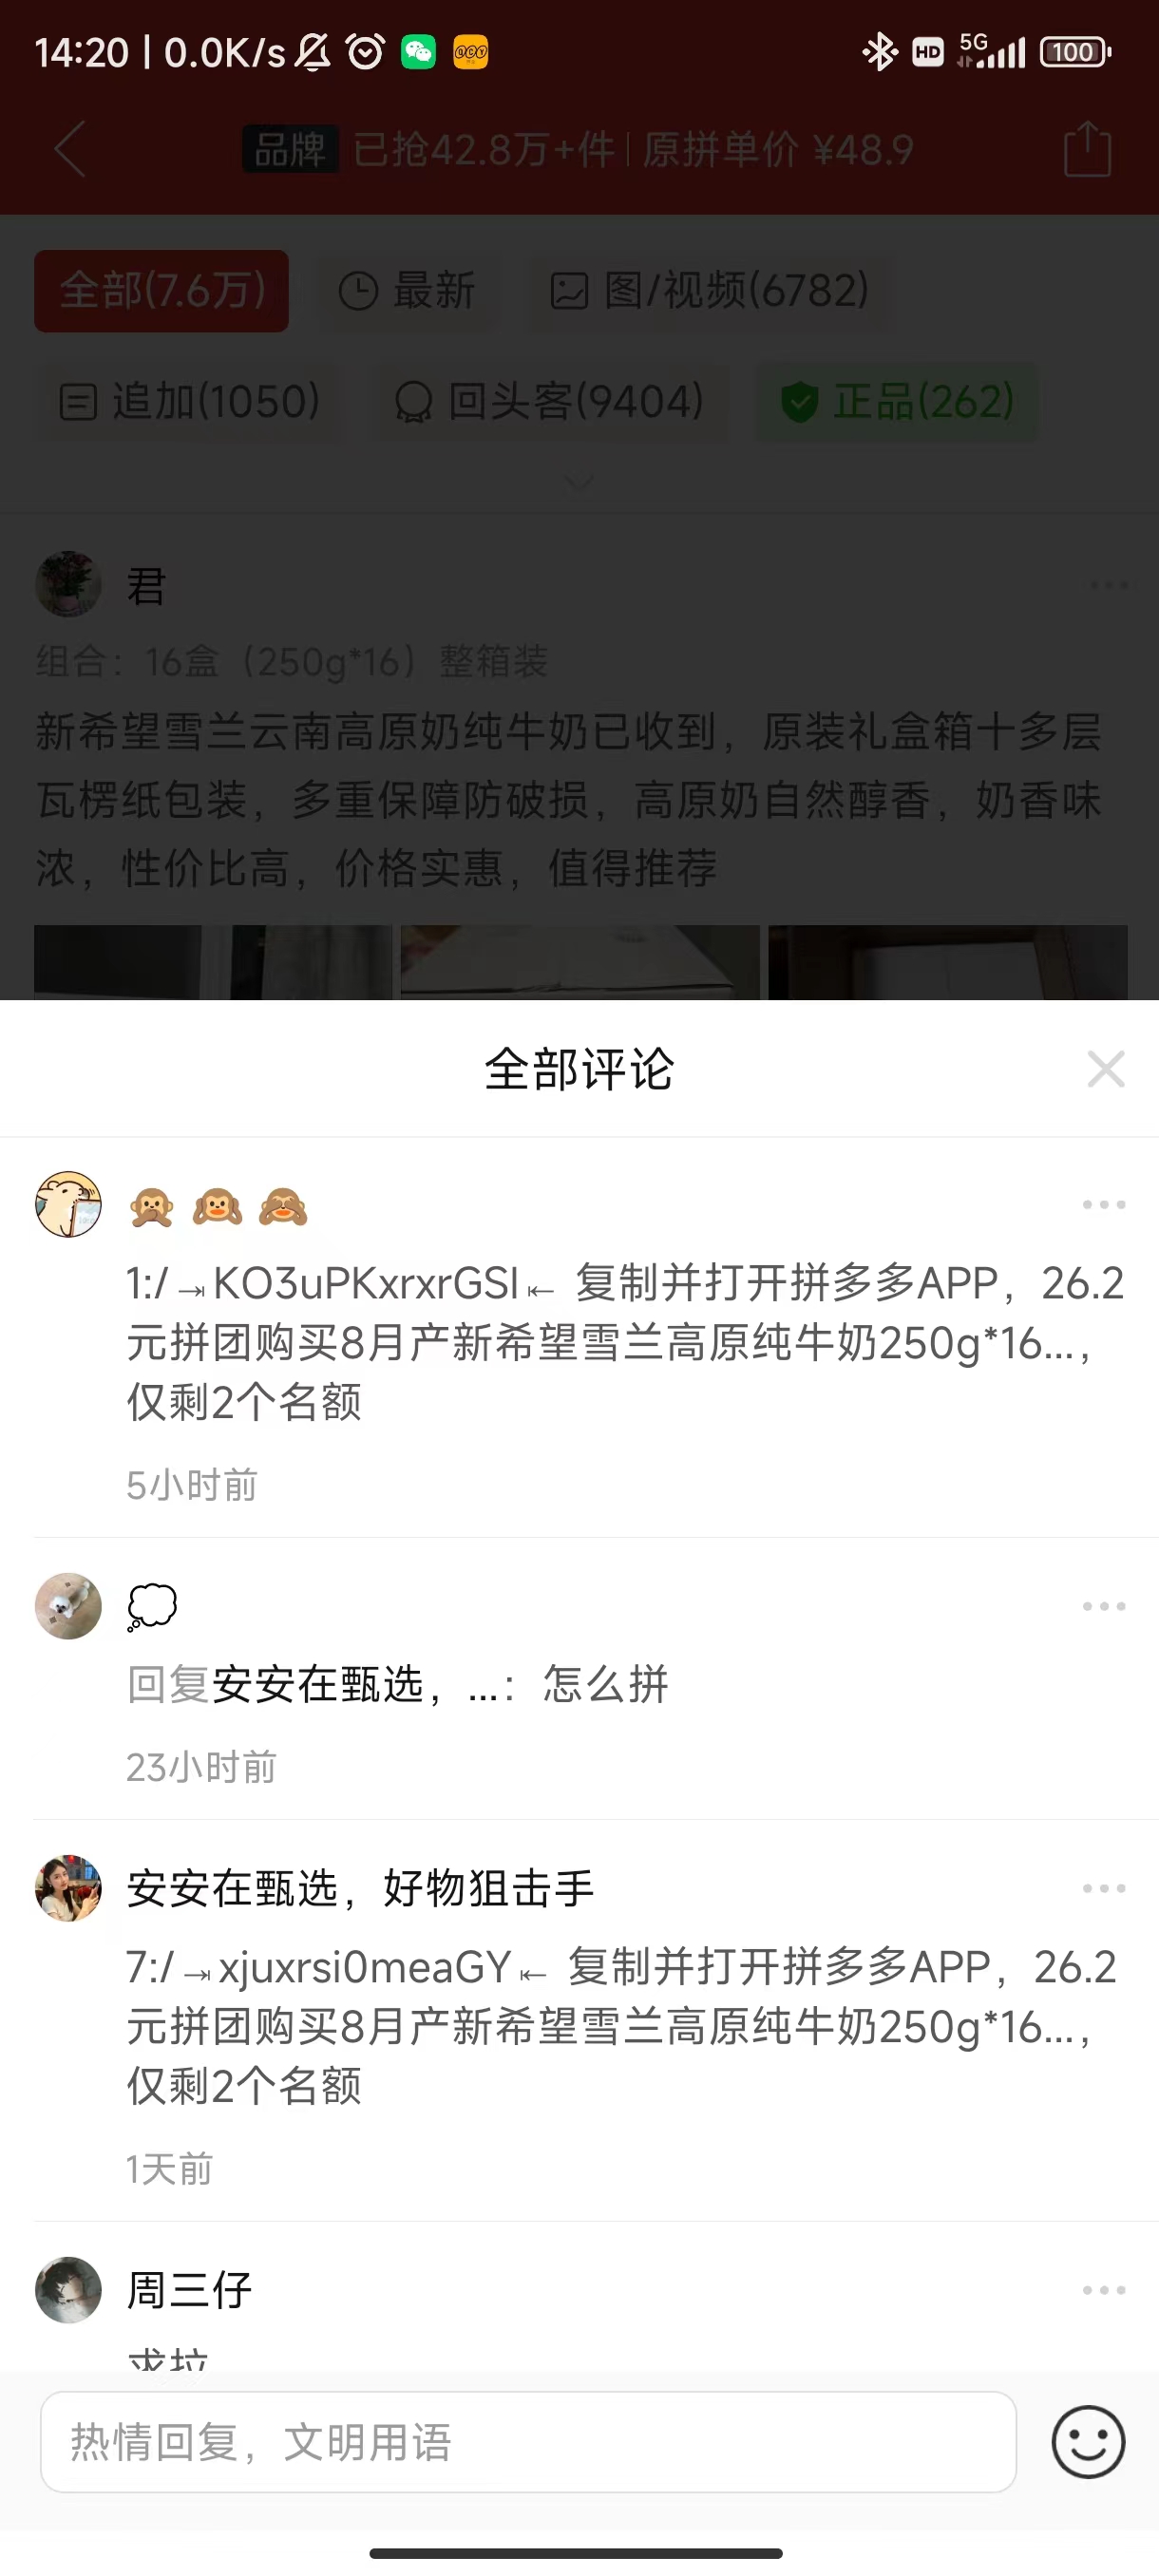 14:20 | 0.0K/s
HD 5G 100
品牌 已抢42.8万+件 | 原拼单价 ¥48.9
全部(7.6万) 最新 图/视频(6782)
追加(1050) 回头客(9404) 正品(262)
君
组合：16盒（250g*16）整箱装
新希望雪兰云南高原奶纯牛奶已收到，原装礼盒箱十多层
瓦楞纸包装，多重保障防破损，高原奶自然醇香，奶香味
浓，性价比高，价格实惠，值得推荐
全部评论
🙊 🙉 🙈
1:/⇥KO3uPKxrxrGSl⇤ 复制并打开拼多多APP，26.2
元拼团购买8月产新希望雪兰高原纯牛奶250g*16...，
仅剩2个名额
5小时前
💭
回复安安在甄选，...：怎么拼
23小时前
安安在甄选，好物狙击手
7:/⇥xjuxrsi0meaGY⇤ 复制并打开拼多多APP，26.2
元拼团购买8月产新希望雪兰高原纯牛奶250g*16...，
仅剩2个名额
1天前
周三仔
求拉
热情回复，文明用语